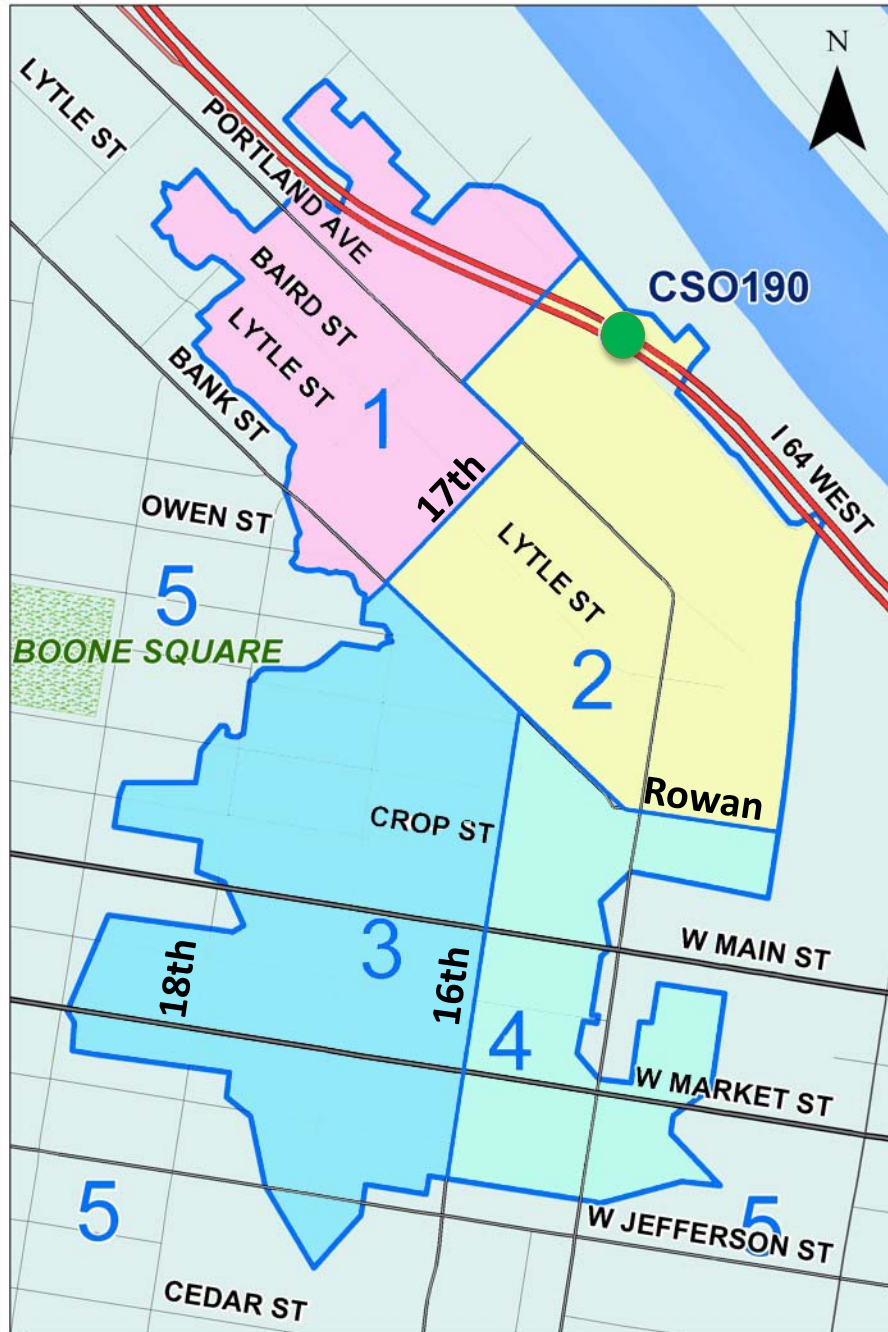 N
LYTLE ST
PORTLAND AVE
CSO190
BAIRD ST
LYTLE ST
BANK ST
1
17th
I 64 WEST
OWEN ST
LYTLE ST
5
BOONE SQUARE
2
Rowan
CROP ST
W MAIN ST
3
18th
16th
4
W MARKET ST
5
5
W JEFFERSON ST
CEDAR ST